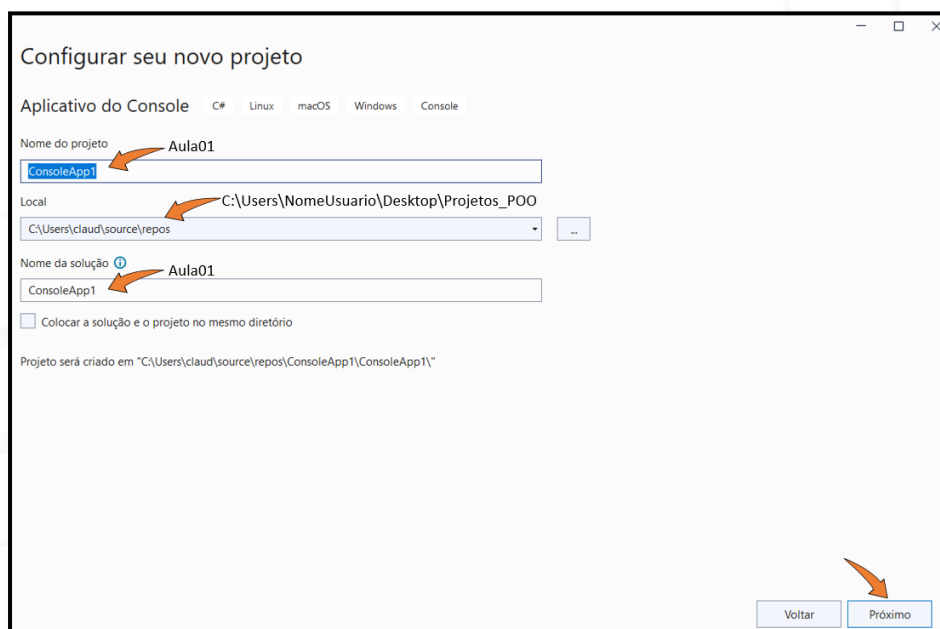 Configurar seu novo projeto
Aplicativo do Console C# Linux macOS Windows Console
Nome do projeto
Aula01
ConsoleApp1
Local
C:\Users\NomeUsuario\Desktop\Projetos_POO
C:\Users\claud\source\repos
...
Nome da solução
Aula01
ConsoleApp1
Colocar a solução e o projeto no mesmo diretório
Projeto será criado em "C:\Users\claud\source\repos\ConsoleApp1\ConsoleApp1\"
Voltar Próximo